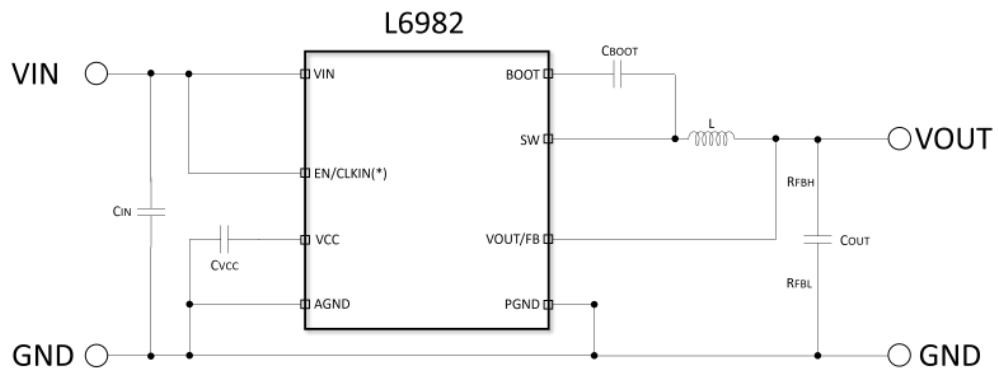 L6982
CBOOT
VIN
VIN
BOOT
L
SW
VOUT
EN/CLKIN(*)
RFBH
CIN
VCC
VOUT/FB
COUT
CVCC
RFBL
AGND
PGND
GND
GND